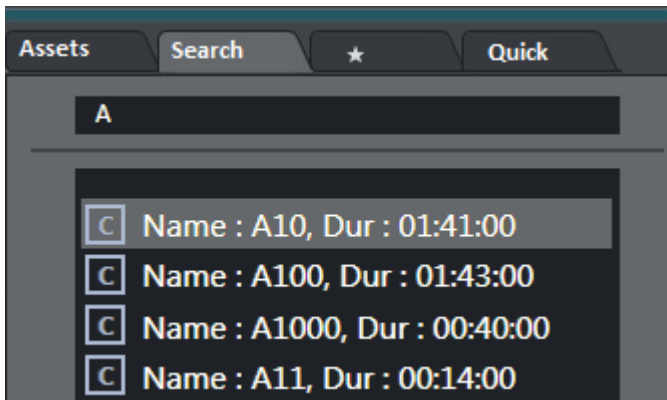 Assets Search ★ Quick
A
C Name : A10, Dur : 01:41:00
C Name : A100, Dur : 01:43:00
C Name : A1000, Dur : 00:40:00
C Name : A11, Dur : 00:14:00